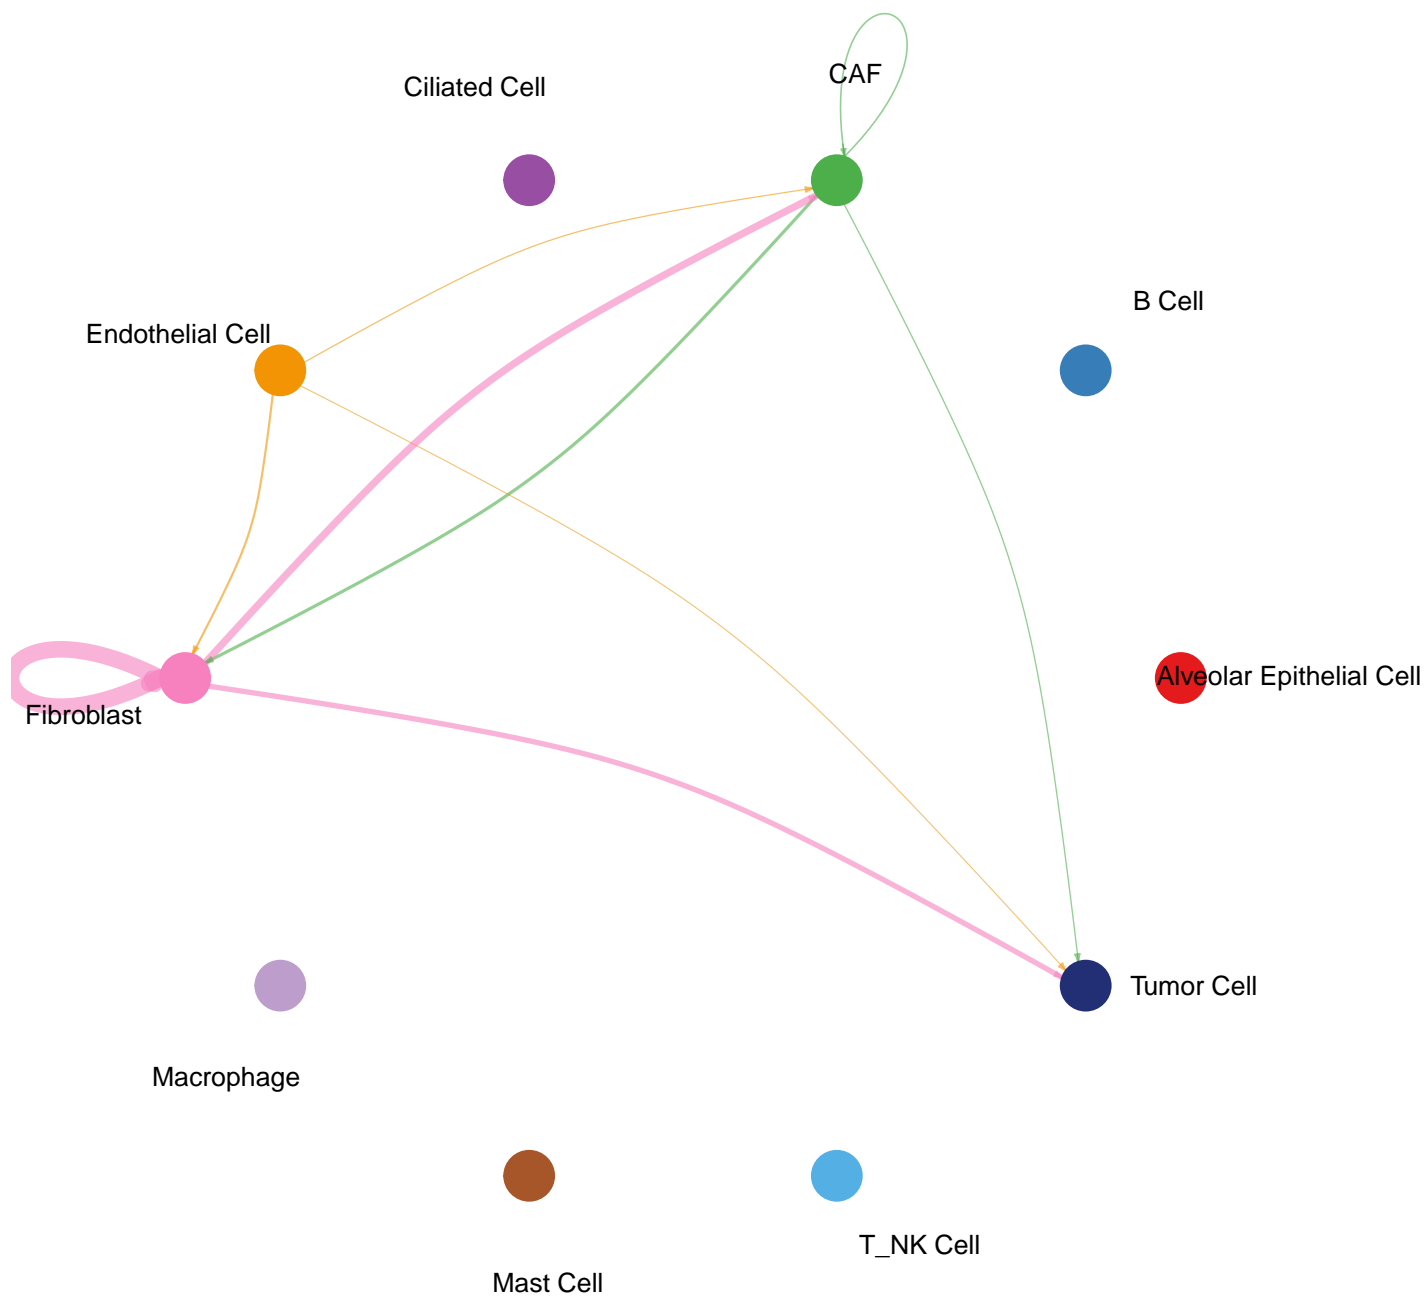 CAF
Ciliated Cell
B Cell
Endothelial Cell
Alveolar Epithelial Cell
Fibroblast
Tumor Cell
Macrophage
T_NK Cell
Mast Cell